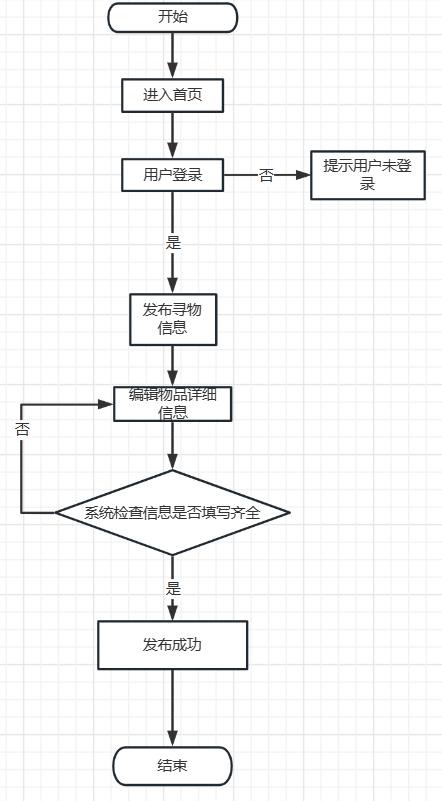 开始
进入首页
用户登录
否
提示用户未登
录
是
发布寻物
信息
编辑物品详细
信息
否
系统检查信息是否填写齐全
是
发布成功
结束